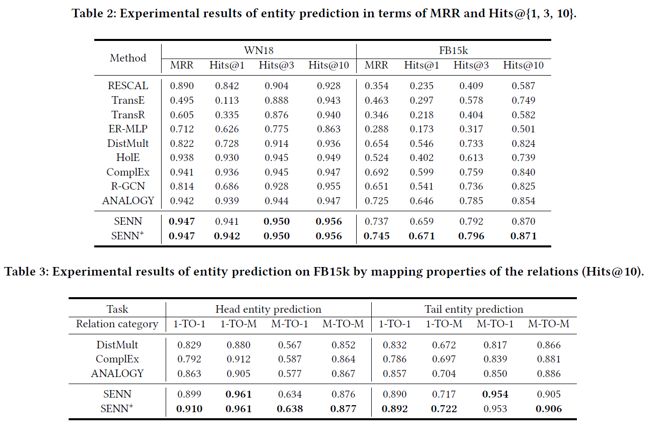 Table 2: Experimental results of entity prediction in terms of MRR and Hits@{1, 3, 10}.
Method WN18 FB15k
MRR Hits@1 Hits@3 Hits@10 MRR Hits@1 Hits@3 Hits@10
RESCAL 0.890 0.842 0.904 0.928 0.354 0.235 0.409 0.587
TransE 0.495 0.113 0.888 0.943 0.463 0.297 0.578 0.749
TransR 0.605 0.335 0.876 0.940 0.346 0.218 0.404 0.582
ER-MLP 0.712 0.626 0.775 0.863 0.288 0.173 0.317 0.501
DistMult 0.822 0.728 0.914 0.936 0.654 0.546 0.733 0.824
HolE 0.938 0.930 0.945 0.949 0.524 0.402 0.613 0.739
ComplEx 0.941 0.936 0.945 0.947 0.692 0.599 0.759 0.840
R-GCN 0.814 0.686 0.928 0.955 0.651 0.541 0.736 0.825
ANALOGY 0.942 0.939 0.944 0.947 0.725 0.646 0.785 0.854
SENN 0.947 0.941 0.950 0.956 0.737 0.659 0.792 0.870
SENN+ 0.947 0.942 0.950 0.956 0.745 0.671 0.796 0.871
Table 3: Experimental results of entity prediction on FB15k by mapping properties of the relations (Hits@10).
Task Head entity prediction Tail entity prediction
Relation category 1-TO-1 1-TO-M M-TO-1 M-TO-M 1-TO-1 1-TO-M M-TO-1 M-TO-M
DistMult 0.829 0.880 0.567 0.852 0.832 0.672 0.817 0.866
ComplEx 0.792 0.912 0.587 0.864 0.786 0.697 0.839 0.881
ANALOGY 0.863 0.905 0.577 0.867 0.857 0.704 0.850 0.886
SENN 0.899 0.961 0.634 0.876 0.890 0.717 0.954 0.905
SENN+ 0.910 0.961 0.638 0.877 0.892 0.722 0.953 0.906